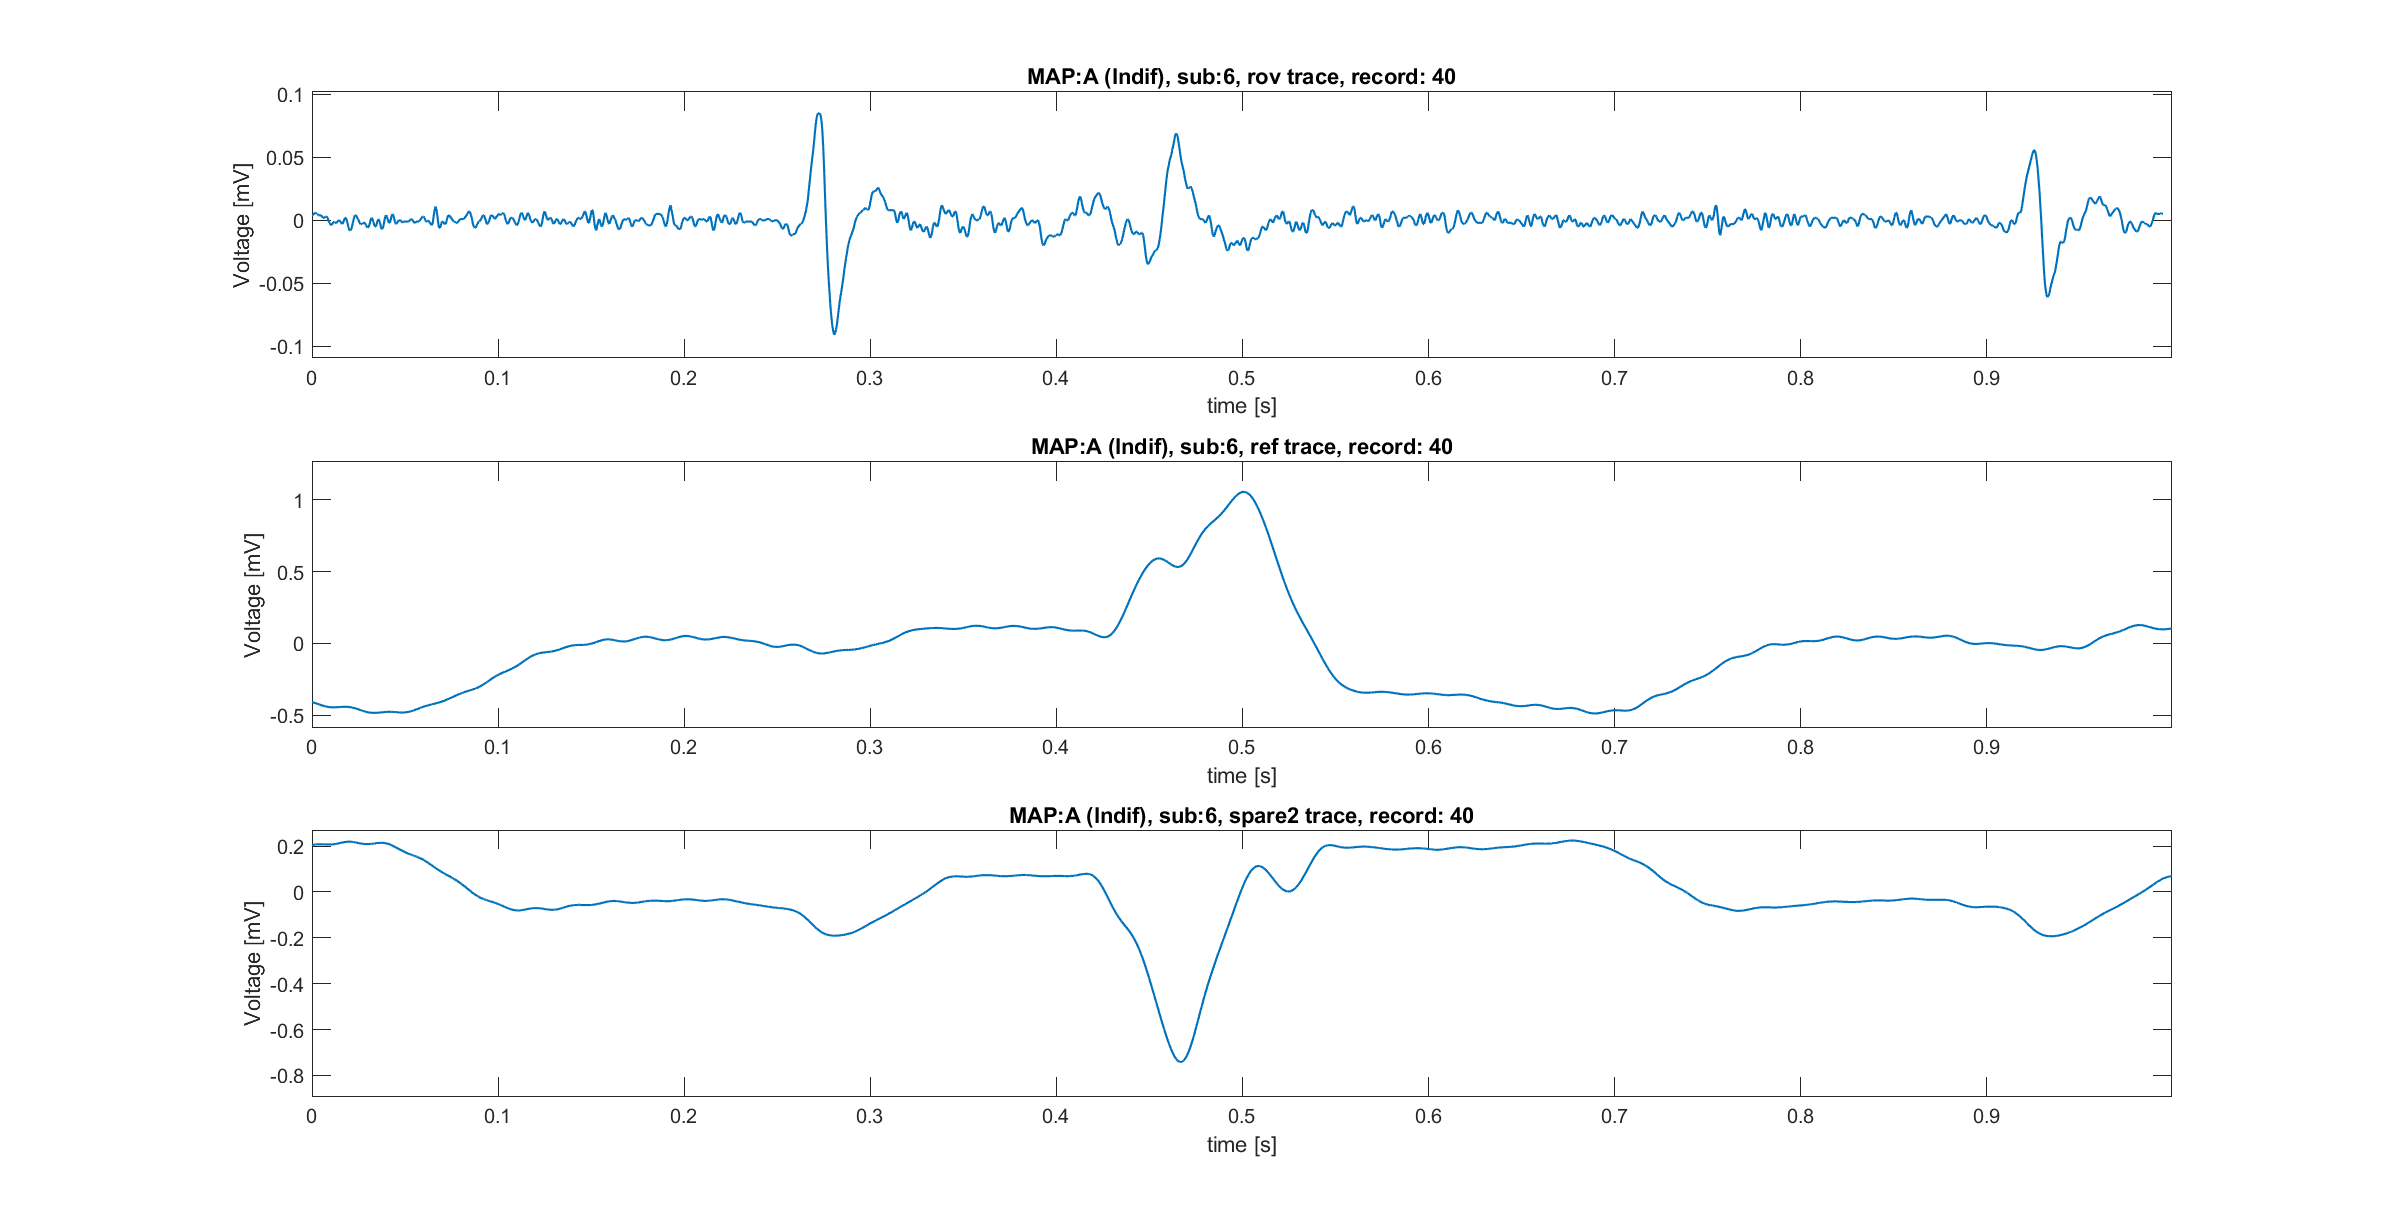 MAP:A (Indif), sub:6, rov trace, record: 40
0.1
0.05
0
-0.05
-0.1
Voltage [mV]
0 0.1 0.2 0.3 0.4 0.5 0.6 0.7 0.8 0.9
time [s]
MAP:A (Indif), sub:6, ref trace, record: 40
1
0.5
0
-0.5
Voltage [mV]
0 0.1 0.2 0.3 0.4 0.5 0.6 0.7 0.8 0.9
time [s]
MAP:A (Indif), sub:6, spare2 trace, record: 40
0.2
0
-0.2
-0.4
-0.6
-0.8
Voltage [mV]
0 0.1 0.2 0.3 0.4 0.5 0.6 0.7 0.8 0.9
time [s]